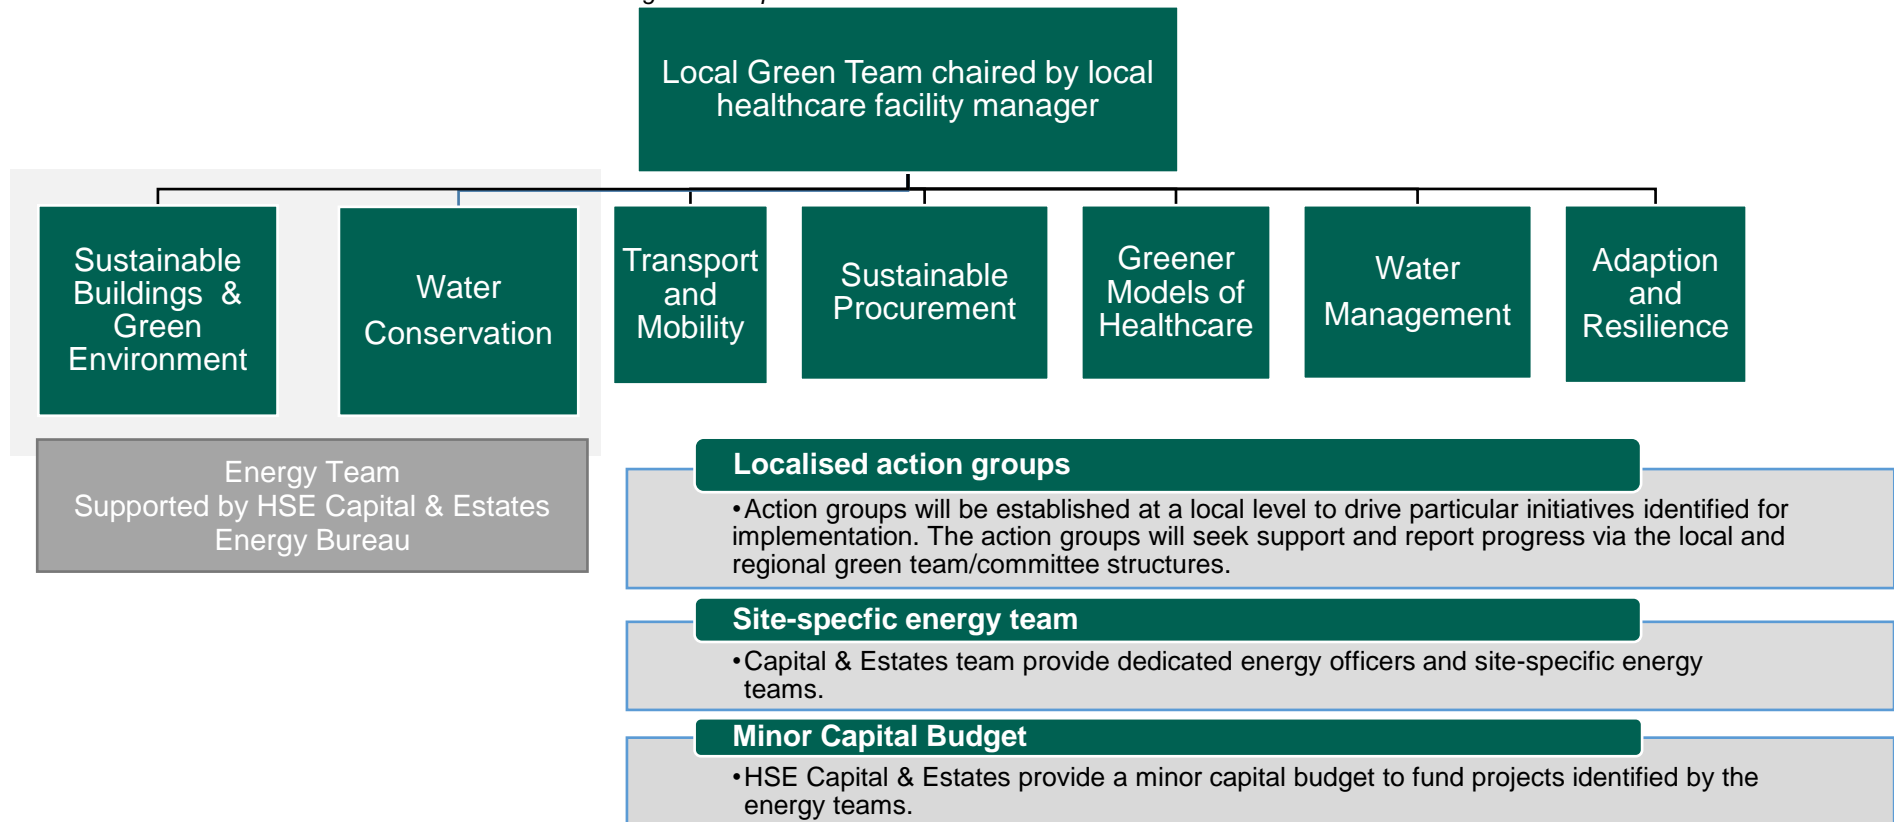 Local Green Team chaired by local
healthcare facility manager
Sustainable
Buildings &
Green
Environment
Water
Conservation
Transport
and
Mobility
Sustainable
Procurement
Greener
Models of
Healthcare
Water
Management
Adaption
and
Resilience
Energy Team
Supported by HSE Capital & Estates
Energy Bureau
Localised action groups
•Action groups will be established at a local level to drive particular initiatives identified for
implementation. The action groups will seek support and report progress via the local and
regional green team/committee structures.
Site-specfic energy team
•Capital & Estates team provide dedicated energy officers and site-specific energy
teams.
Minor Capital Budget
•HSE Capital & Estates provide a minor capital budget to fund projects identified by the
energy teams.